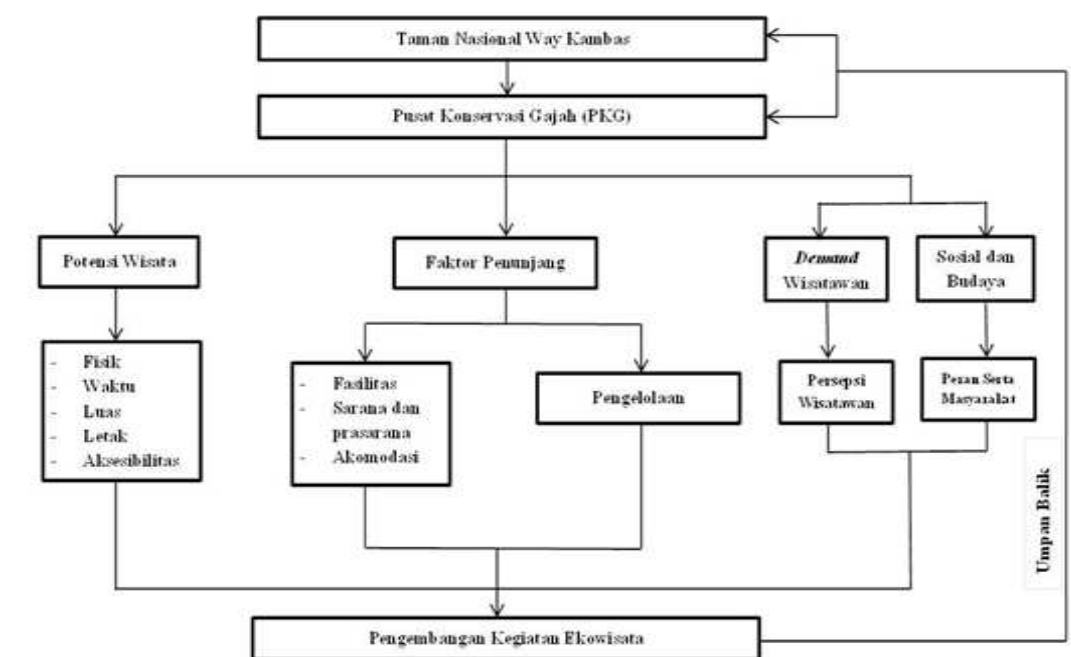 Taman Nasional Way Kambas
Pusat Konservasi Gajah (PKG)
Potensi Wisata
Faktor Penunjang
Demand
Wisatawan
Sosial dan
Budaya
- Fisik
- Waktu
- Luas
- Letak
- Aksesibilitas
- Fasilitas
- Sarana dan
prasarana
- Akomodasi
Pengelolaan
Persepsi
Wisatawan
Peran Serta
Masyarakat
Umpan Balik
Pengembangan Kegiatan Ekowisata